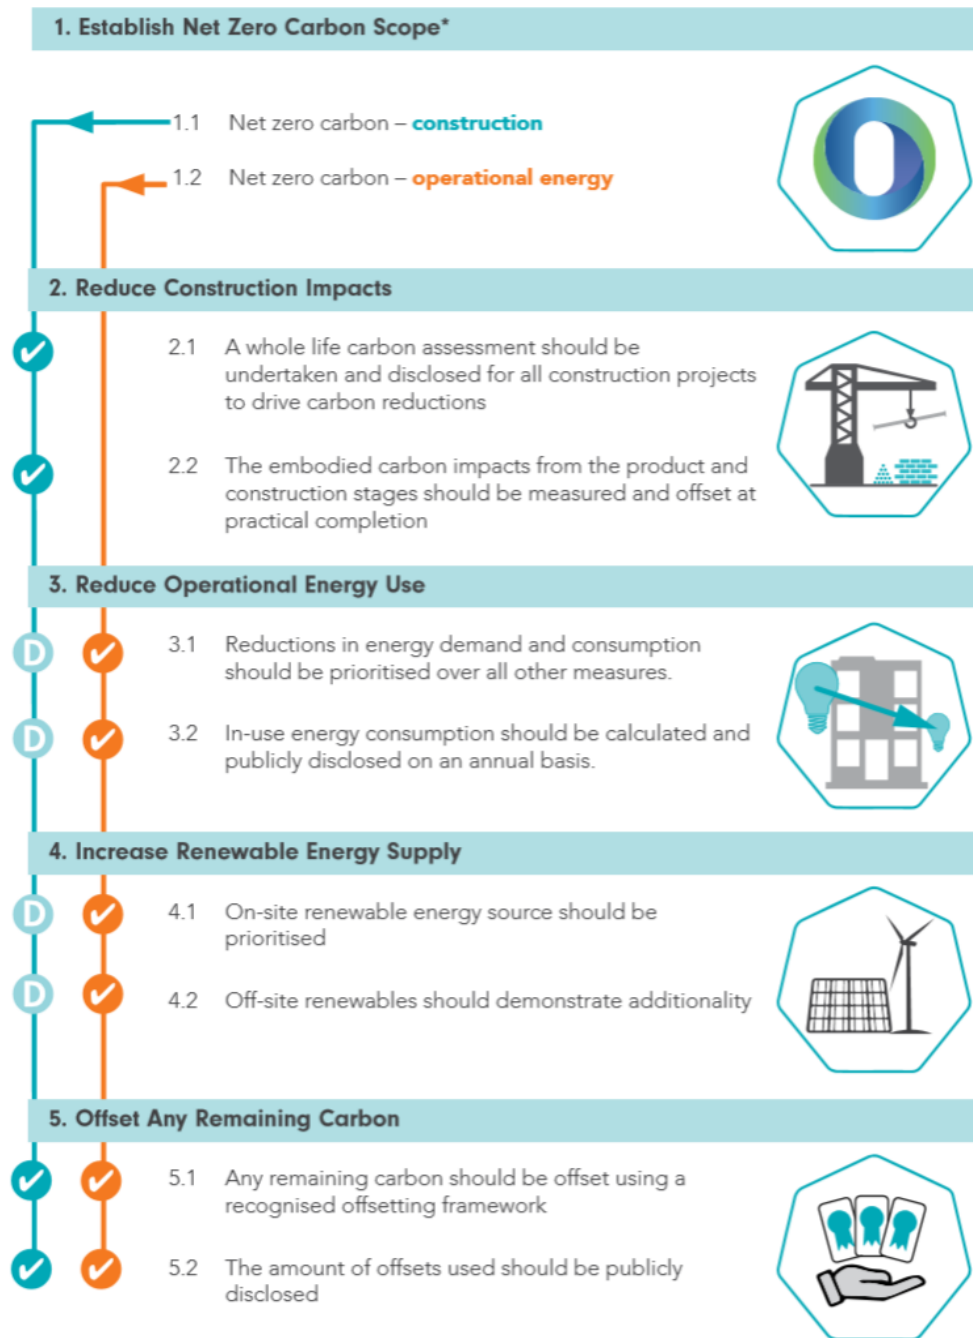 1. Establish Net Zero Carbon Scope*
1.1 Net zero carbon – construction
1.2 Net zero carbon – operational energy
2. Reduce Construction Impacts
2.1 A whole life carbon assessment should be
undertaken and disclosed for all construction projects
to drive carbon reductions
2.2 The embodied carbon impacts from the product and
construction stages should be measured and offset at
practical completion
3. Reduce Operational Energy Use
D 3.1 Reductions in energy demand and consumption
should be prioritised over all other measures.
D 3.2 In-use energy consumption should be calculated and
publicly disclosed on an annual basis.
4. Increase Renewable Energy Supply
D 4.1 On-site renewable energy source should be
prioritised
D 4.2 Off-site renewables should demonstrate additionality
5. Offset Any Remaining Carbon
5.1 Any remaining carbon should be offset using a
recognised offsetting framework
5.2 The amount of offsets used should be publicly
disclosed